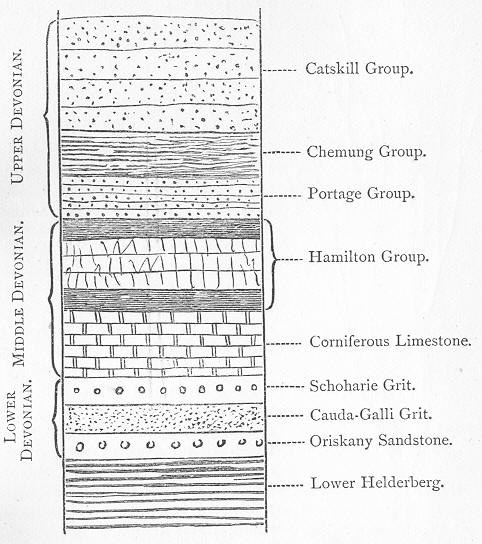 UPPER DEVONIAN.
MIDDLE DEVONIAN.
LOWER
DEVONIAN.
Catskill Group.
Chemung Group.
Portage Group.
Hamilton Group.
Corniferous Limestone.
Schoharie Grit.
Cauda-Galli Grit.
Oriskany Sandstone.
Lower Helderberg.